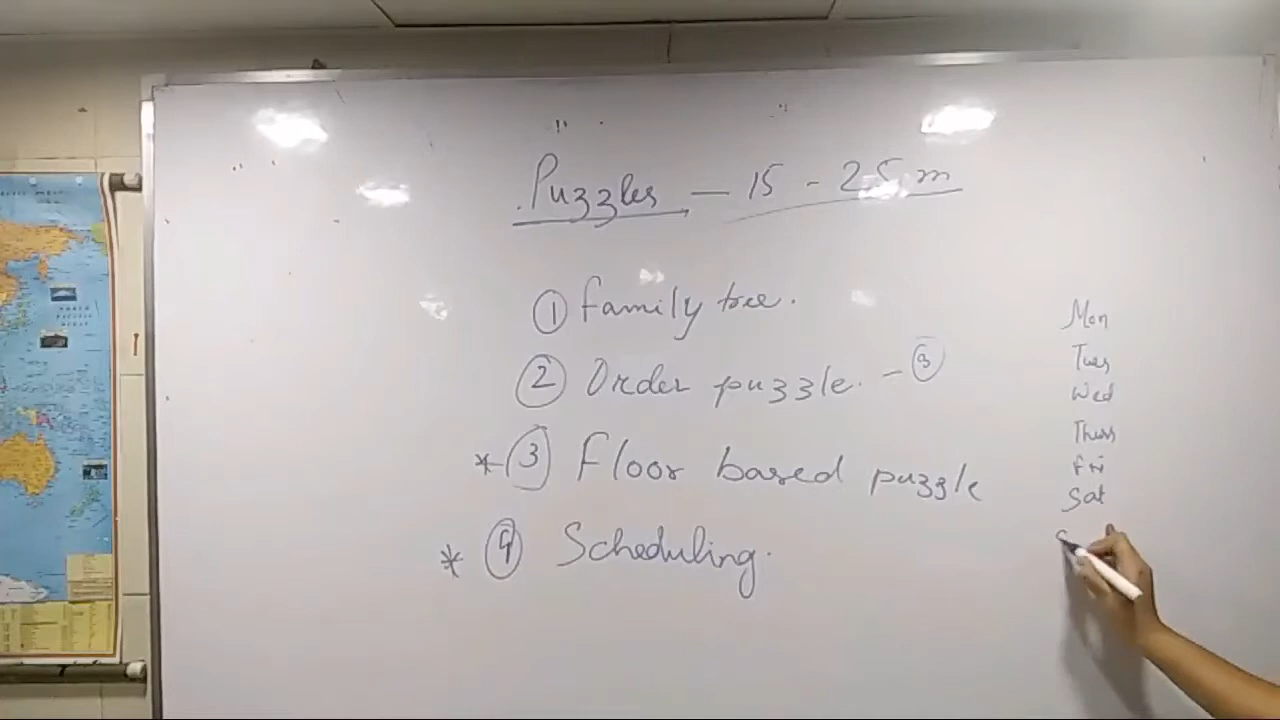 Puzzles — 15 - 25 m
① Family tree.
② Order puzzle. - ③
* ③ Floor based puzzle
* ④ Scheduling.
Mon
Tues
Wed
Thurs
Fri
Sat
S